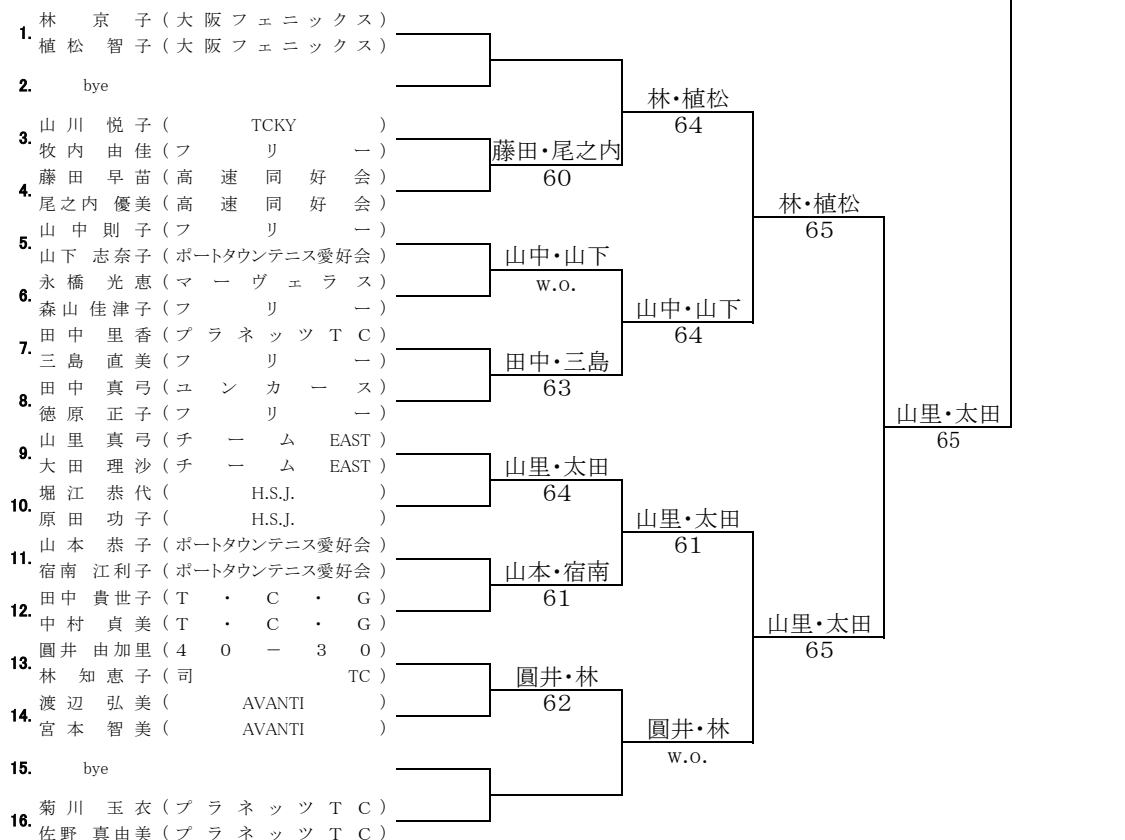 1. 林 京 子 ( 大 阪 フ ェ ニ ッ ク ス )
植 松 智 子 ( 大 阪 フ ェ ニ ッ ク ス )
2. bye
林・植松
64
3. 山 川 悦 子 ( TCKY )
牧 内 由 佳 ( フ リ ー )
藤田・尾之内
60
4. 藤 田 早 苗 ( 高 速 同 好 会 )
尾之内 優美 ( 高 速 同 好 会 )
林・植松
65
5. 山 中 則 子 ( フ リ ー )
山下 志奈子 ( ポートタウンテニス愛好会 )
山中・山下
w.o.
6. 永 橋 光 恵 ( マ ー ヴ ェ ラ ス )
森山 佳津子 ( フ リ ー )
山中・山下
64
7. 田 中 里 香 ( プ ラ ネ ッ ツ T C )
三 島 直 美 ( フ リ ー )
田中・三島
63
8. 田 中 真 弓 ( ユ ン カ ー ス )
徳 原 正 子 ( フ リ ー )
山里・太田
65
9. 山 里 真 弓 ( チ ー ム EAST )
大 田 理 沙 ( チ ー ム EAST )
山里・太田
64
10. 堀 江 恭 代 ( H.S.J. )
原 田 功 子 ( H.S.J. )
山里・太田
61
11. 山 本 恭 子 ( ポートタウンテニス愛好会 )
宿南 江利子 ( ポートタウンテニス愛好会 )
山本・宿南
61
12. 田中 貴世子 ( T ・ C ・ G )
中 村 貞 美 ( T ・ C ・ G )
山里・太田
65
13. 圓井 由加里 ( 4 0 － 3 0 )
林 知 恵 子 ( 司 TC )
圓井・林
62
14. 渡 辺 弘 美 ( AVANTI )
宮 本 智 美 ( AVANTI )
圓井・林
w.o.
15. bye
16. 菊 川 玉 衣 ( プ ラ ネ ッ ツ T C )
佐野 真由美 ( プ ラ ネ ッ ツ T C )